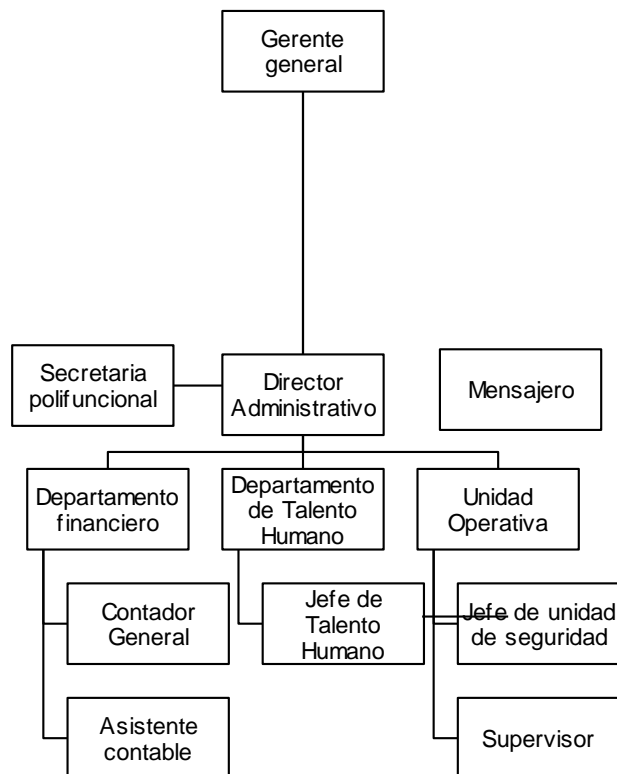 Gerente
general
Secretaria
polifuncional
Director
Administrativo
Mensajero
Departamento
financiero
Departamento
de Talento
Humano
Unidad
Operativa
Contador
General
Jefe de
Talento
Humano
Jefe de unidad
de seguridad
Asistente
contable
Supervisor